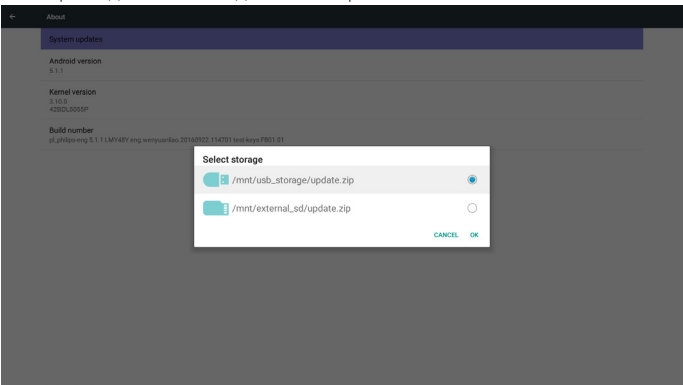 About
System updates
Android version
5.1.1
Kernel version
3.10.0
42BDL5055P
Build number
Select storage
/mnt/usb_storage/update.zip
/mnt/external_sd/update.zip
CANCEL OK